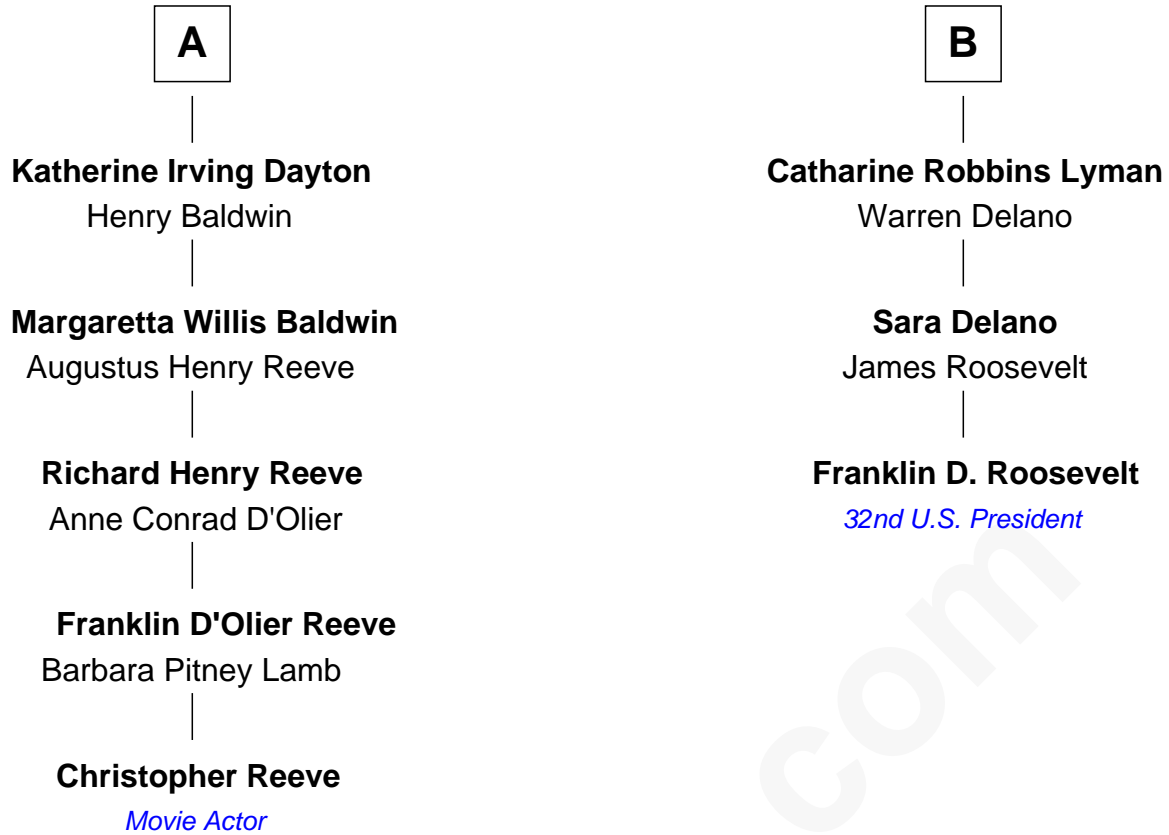 A
Katherine Irving Dayton
Henry Baldwin
Margaretta Willis Baldwin
Augustus Henry Reeve
Richard Henry Reeve
Anne Conrad D'Olier
Franklin D'Olier Reeve
Barbara Pitney Lamb
Christopher Reeve
Movie Actor
B
Catharine Robbins Lyman
Warren Delano
Sara Delano
James Roosevelt
Franklin D. Roosevelt
32nd U.S. President
com